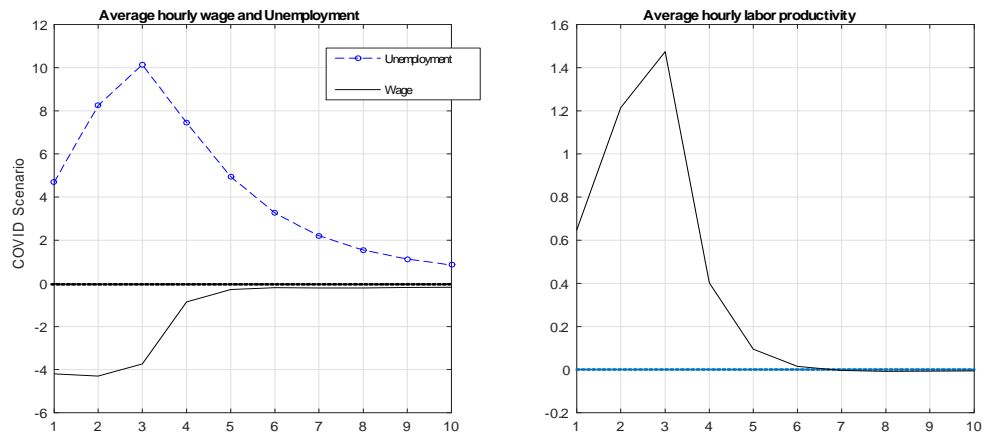 Average hourly wage and Unemployment
12
10
8
6
4
2
0
-2
-4
-6
COVID Scenario
Unemployment
Wage
1 2 3 4 5 6 7 8 9 10
Average hourly labor productivity
1.6
1.4
1.2
1
0.8
0.6
0.4
0.2
0
-0.2
1 2 3 4 5 6 7 8 9 10